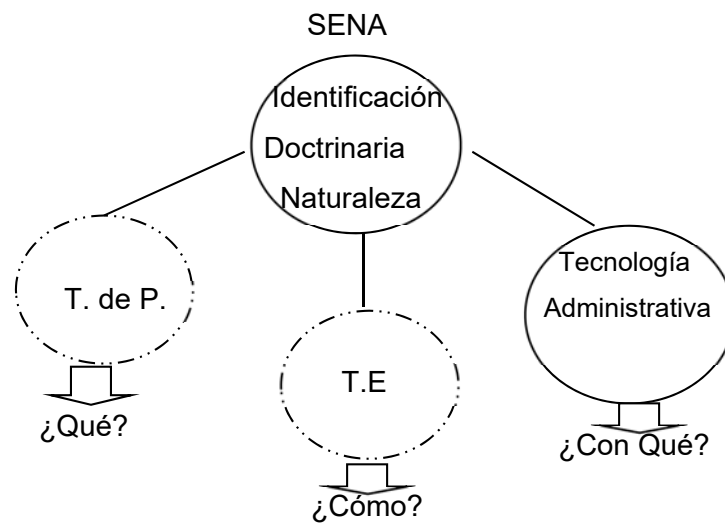 SENA
Identificación
Doctrinaria
Naturaleza
T. de P.
¿Qué?
T.E
¿Cómo?
Tecnología
Administrativa
¿Con Qué?